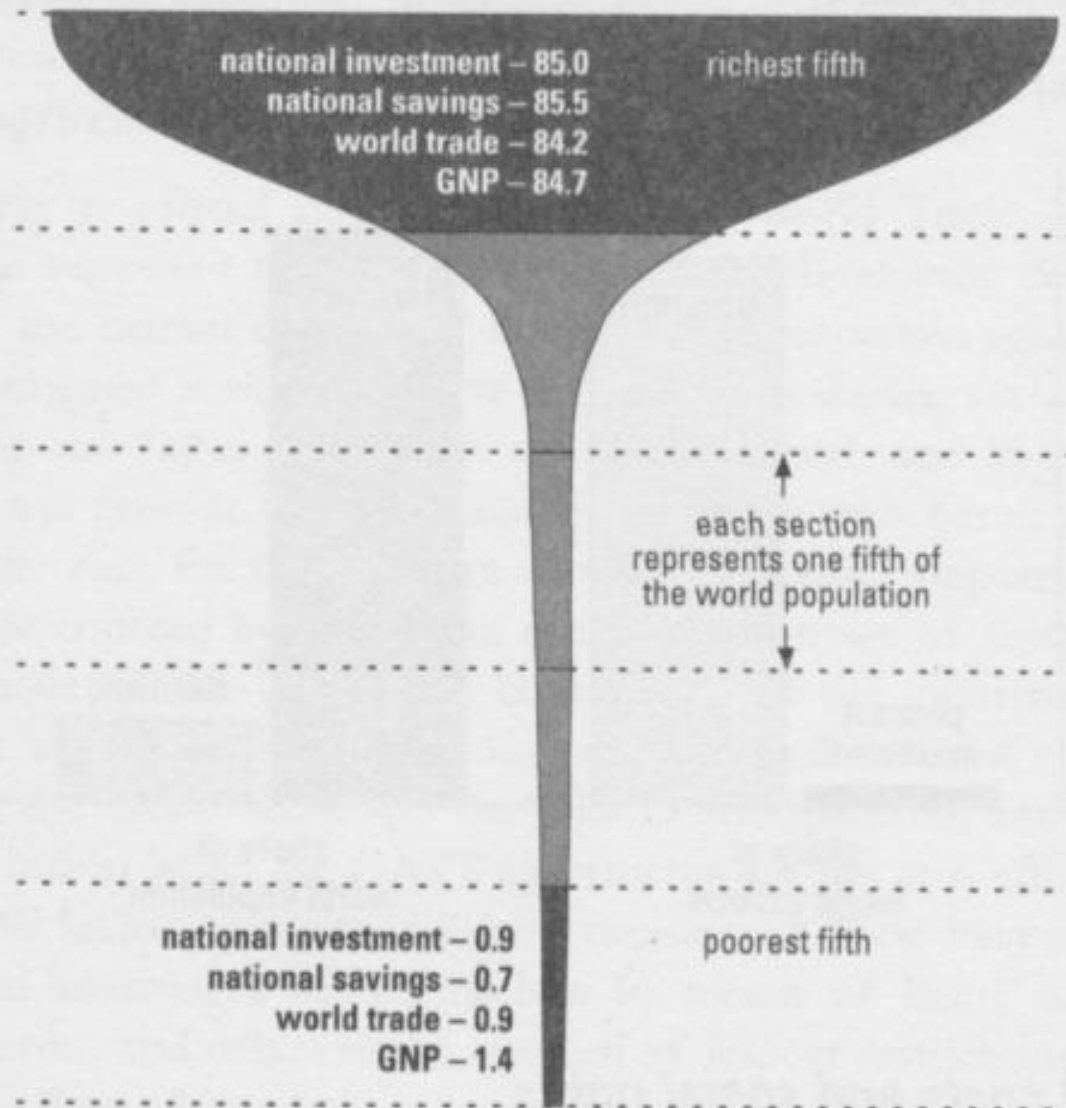 national investment – 85.0
national savings – 85.5
world trade – 84.2
GNP – 84.7
richest fifth
each section
represents one fifth of
the world population
national investment – 0.9
national savings – 0.7
world trade – 0.9
GNP – 1.4
poorest fifth